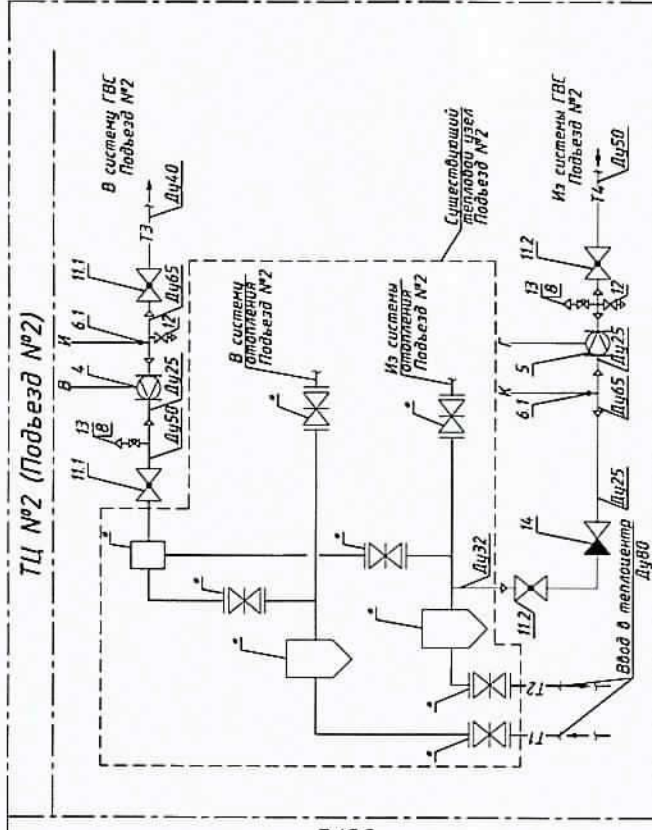 ТЦ №2 (Подъезд №2)
В систему ГВС
Подъезд №2
Т3
Ду40
11.1
6.1
И
Ду65
12
4
В
Ду25
Ду50
13
8
11.1
*
*
*
*
*
*
*
*
*
В систему
отопления
Подъезд №2
Из системы
отопления
Подъезд №2
Существующий
тепловой узел
Подъезд №2
Из системы ГВС
Подъезд №2
Т4
Ду50
11.2
13
8
12
Г
5
Ду25
К
6.1
Ду65
Ду25
14
Ду32
11.2
Т2
Т1
Ввод в теплоцентр
Ду80